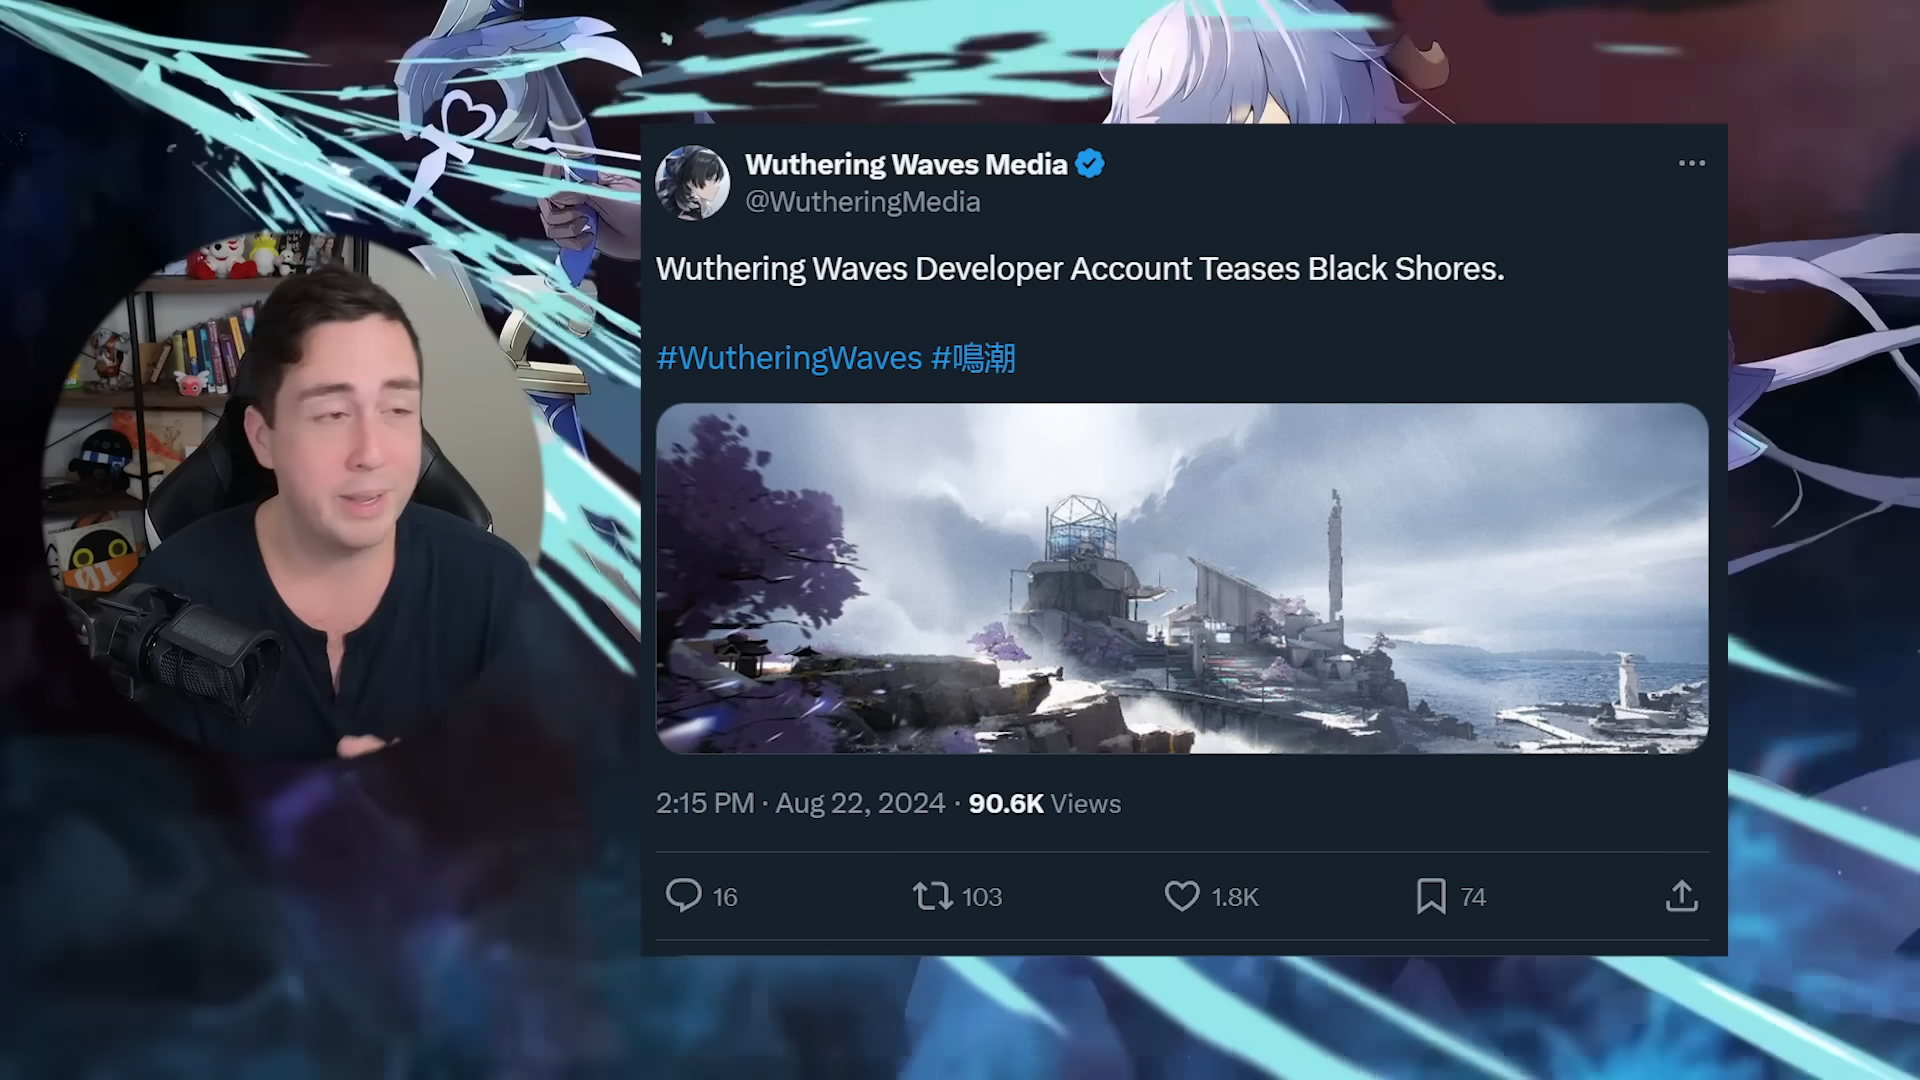 Wuthering Waves Media
@WutheringMedia
Wuthering Waves Developer Account Teases Black Shores.
#WutheringWaves #鳴潮
2:15 PM · Aug 22, 2024 · 90.6K Views
16 103 1.8K 74
01